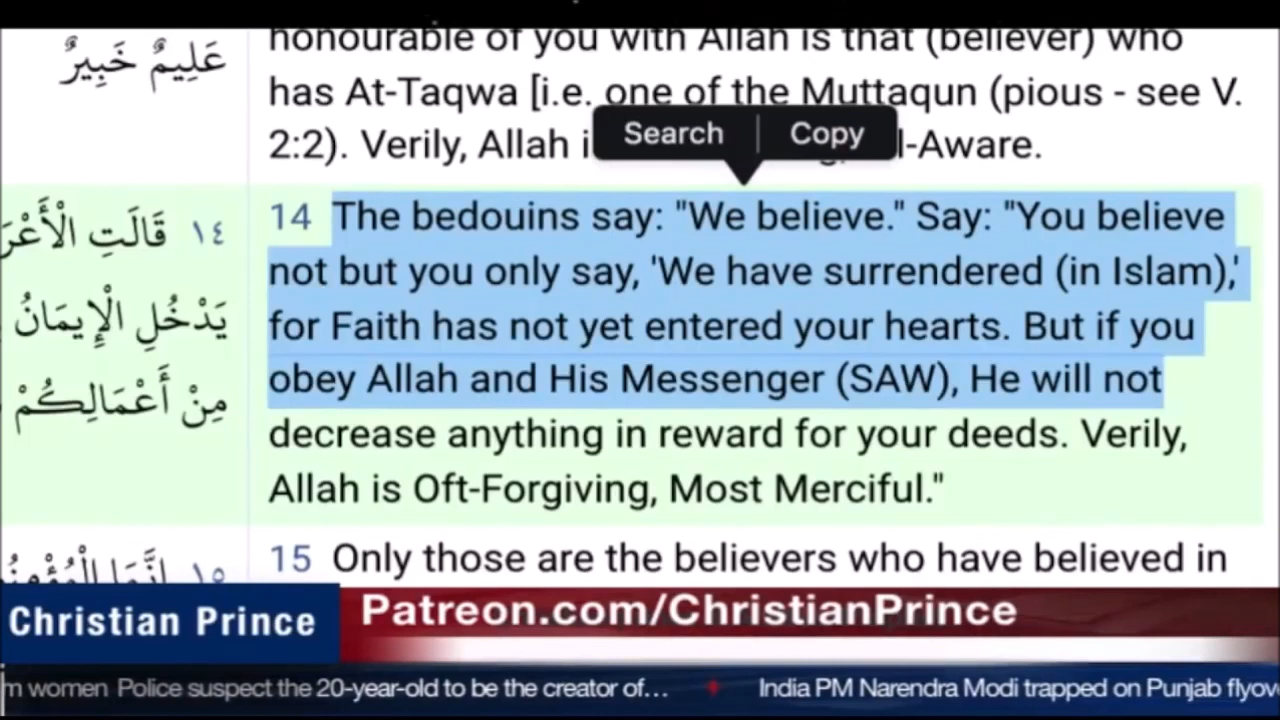 honourable of you with Allah is that (believer) who
has At-Taqwa [i.e. one of the Muttaqun (pious - see V.
2:2). Verily, Allah i
l-Aware.
Search
Copy
عَلِيمٌ خَبِيرٌ
14 The bedouins say: "We believe." Say: "You believe
not but you only say, 'We have surrendered (in Islam),'
for Faith has not yet entered your hearts. But if you
obey Allah and His Messenger (SAW), He will not
decrease anything in reward for your deeds. Verily,
Allah is Oft-Forgiving, Most Merciful."
١٤ قَالَتِ الْأَعْرَ
يَدْخُلِ الْإِيمَانُ
مِنْ أَعْمَالِكُمْ
15 Only those are the believers who have believed in
١٥
Christian Prince
Patreon.com/ChristianPrince
m women Police suspect the 20-year-old to be the creator of...
India PM Narendra Modi trapped on Punjab flyov